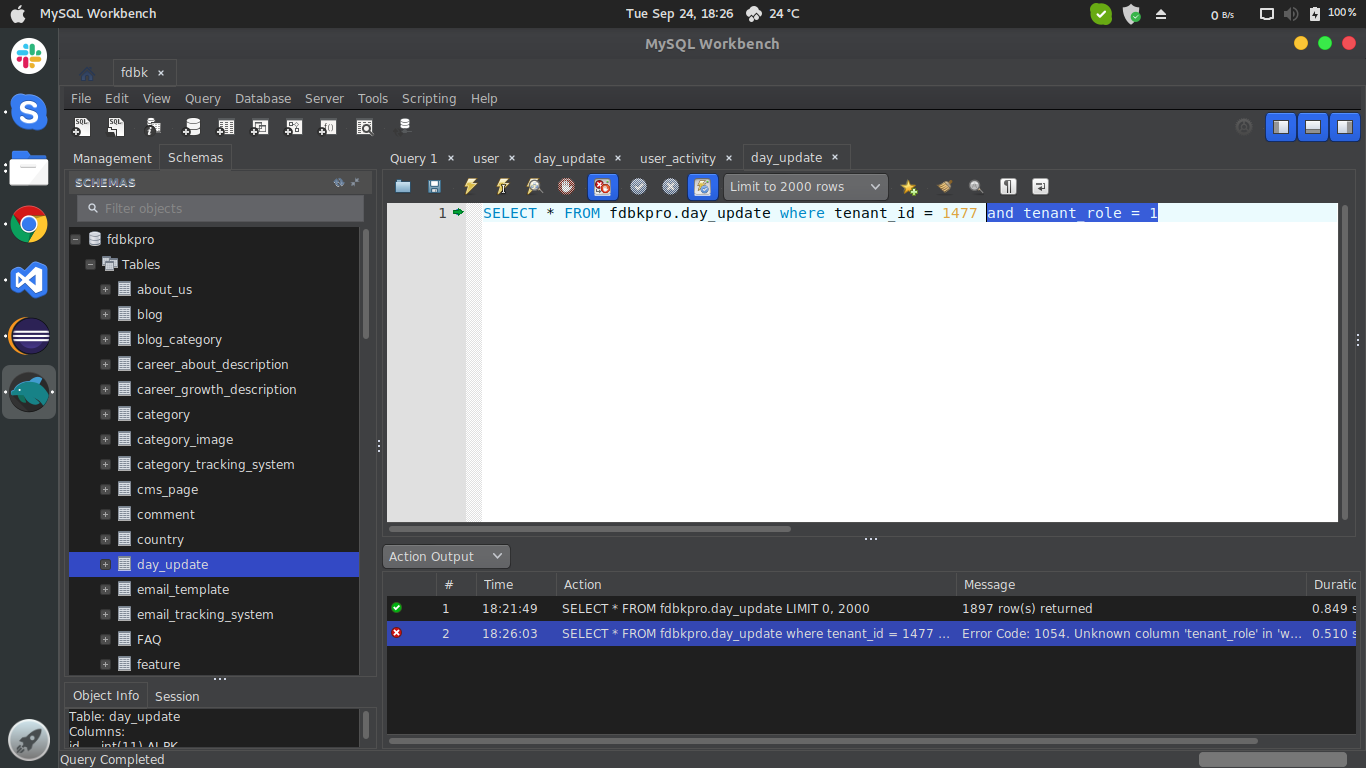 MySQL Workbench
Tue Sep 24, 18:26
24 °C
0 B/s
100%
MySQL Workbench
fdbk ×
File Edit View Query Database Server Tools Scripting Help
Management Schemas
Query 1 × user × day_update × user_activity × day_update ×
SCHEMAS
Limit to 2000 rows
Filter objects
1 SELECT * FROM fdbkpro.day_update where tenant_id = 1477 and tenant_role = 1
fdbkpro
Tables
about_us
blog
blog_category
career_about_description
career_growth_description
category
category_image
category_tracking_system
cms_page
comment
country
day_update
email_template
email_tracking_system
FAQ
feature
Action Output
# Time Action Message Duratio
1 18:21:49 SELECT * FROM fdbkpro.day_update LIMIT 0, 2000 1897 row(s) returned 0.849 s
2 18:26:03 SELECT * FROM fdbkpro.day_update where tenant_id = 1477 ... Error Code: 1054. Unknown column 'tenant_role' in 'w... 0.510 s
Object Info Session
Table: day_update
Columns:
id int(11) AI PK
Query Completed